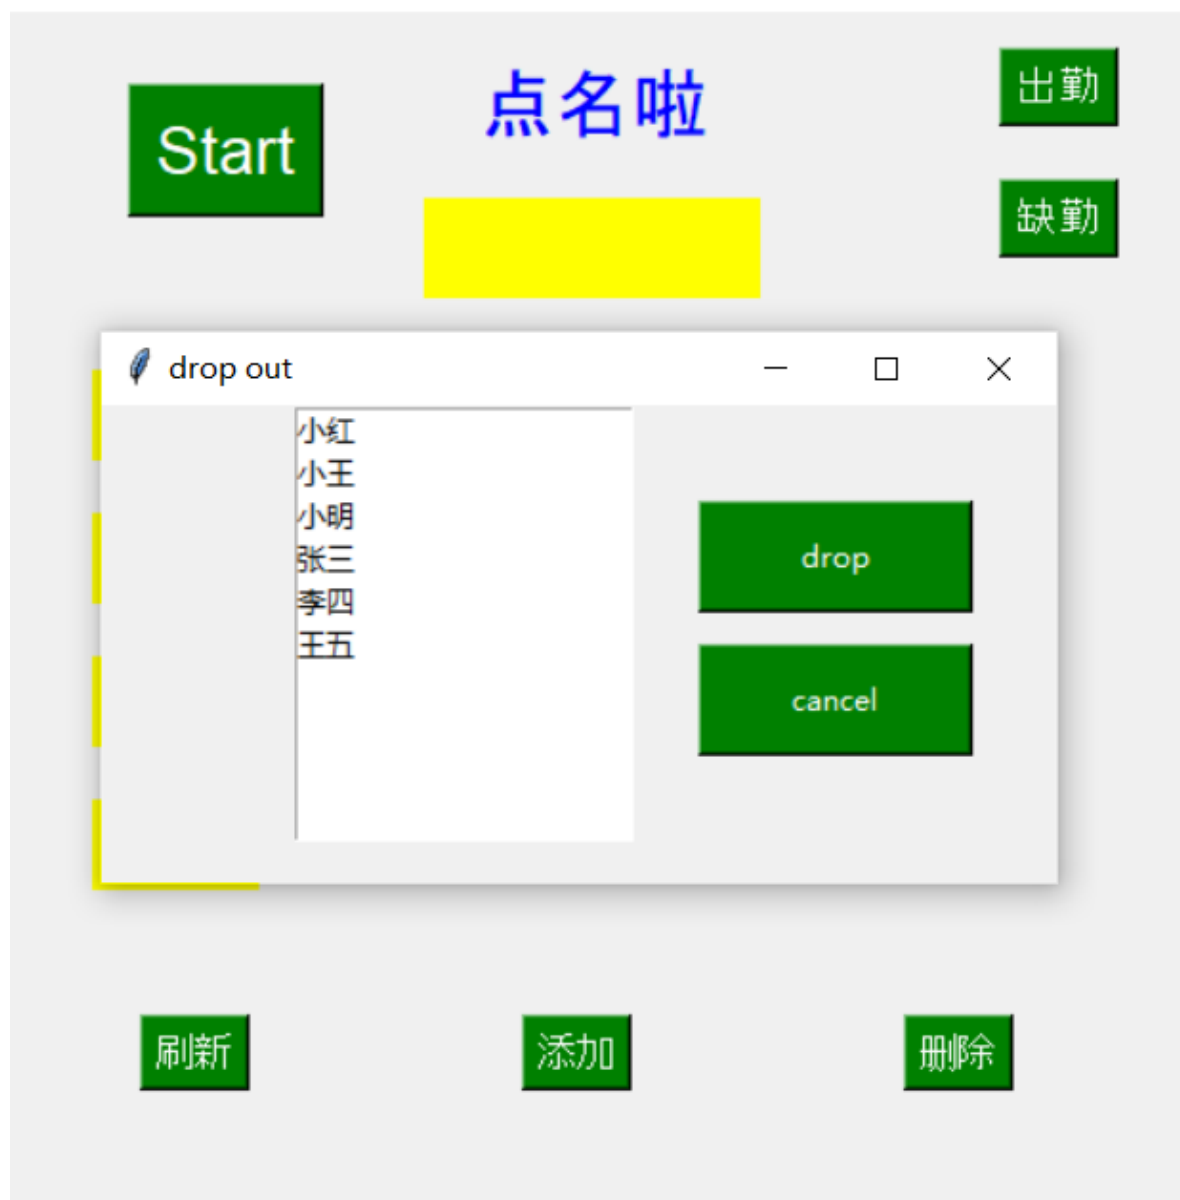 点名啦
出勤
Start
缺勤
drop out
小红
小王
小明
张三
李四
王五
drop
cancel
刷新
添加
删除